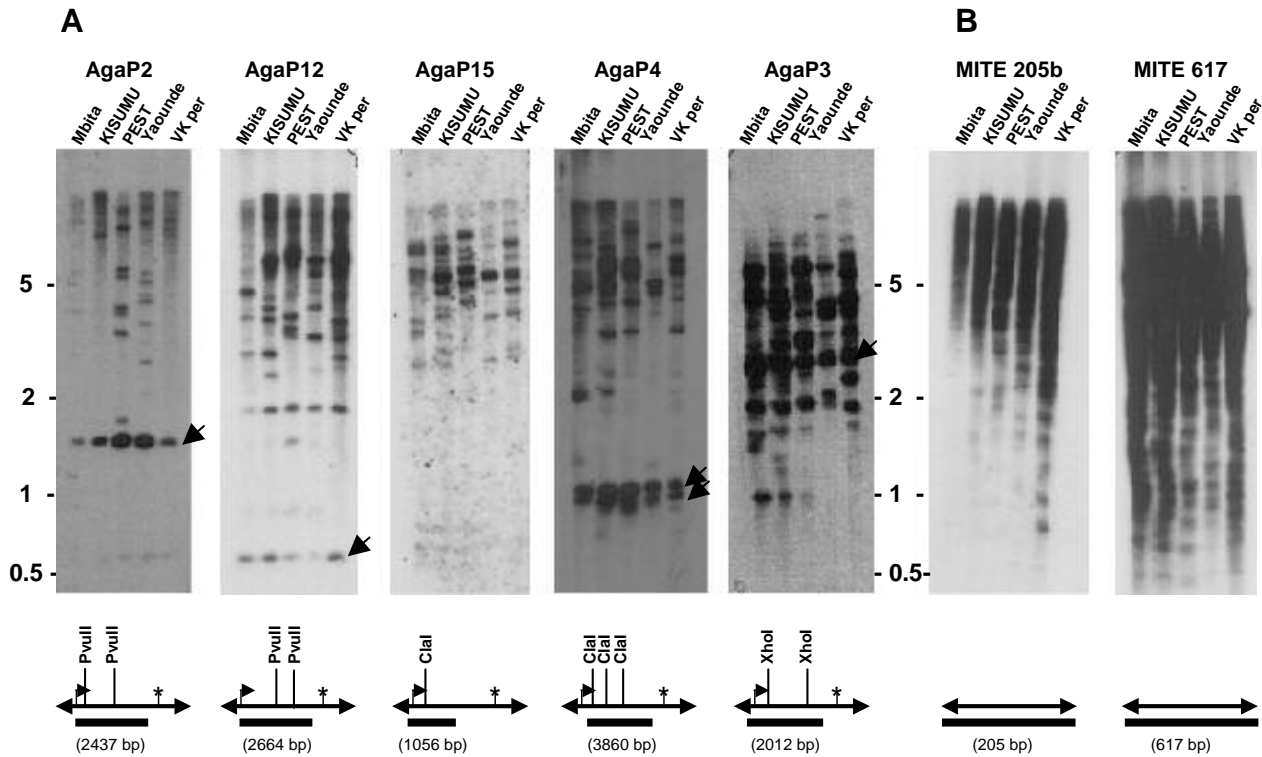 A
B
AgaP2
AgaP12
AgaP15
AgaP4
AgaP3
MITE 205b
MITE 617
Mbita KISUMU PEST Yaounde VK per
Mbita KISUMU PEST Yaounde VK per
Mbita KISUMU PEST Yaounde VK per
Mbita KISUMU PEST Yaounde VK per
Mbita KISUMU PEST Yaounde VK per
Mbita KISUMU PEST Yaounde VK per
Mbita KISUMU PEST Yaounde VK per
5 -
- 5 -
2 -
- 2 -
1 -
- 1 -
0.5 -
- 0.5-
PvuII PvuII
PvuII PvuII
ClaI
ClaI ClaI ClaI
XhoI XhoI
* * * * *
(2437 bp)
(2664 bp)
(1056 bp)
(3860 bp)
(2012 bp)
(205 bp)
(617 bp)